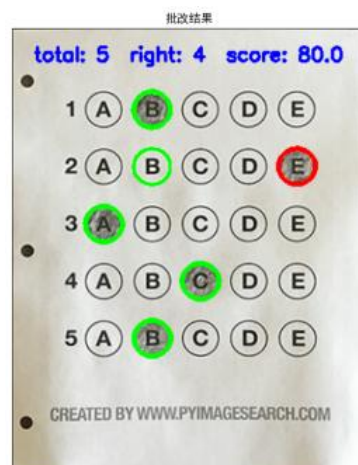 批改结果
total: 5 right: 4 score: 80.0
1 A B C D E
2 A B C D E
3 A B C D E
4 A B C D E
5 A B C D E
CREATED BY WWW.PYIMAGESEARCH.COM